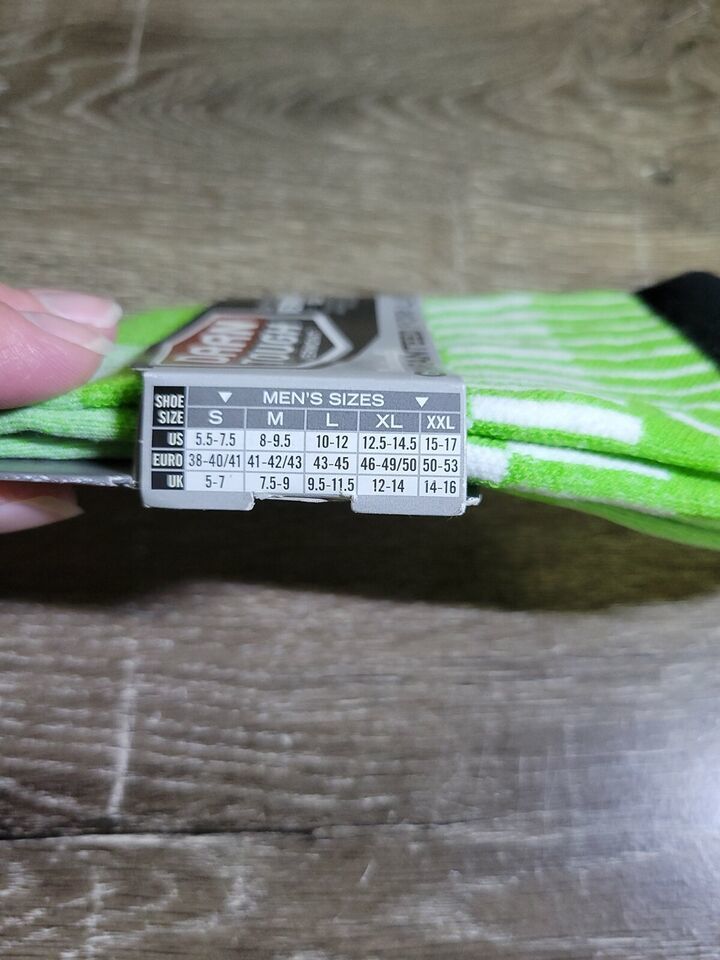 DARN
TOUGH
SHOE SIZE ▼ MEN'S SIZES ▼
S M L XL XXL
US 5.5-7.5 8-9.5 10-12 12.5-14.5 15-17
EURO 38-40/41 41-42/43 43-45 46-49/50 50-53
UK 5-7 7.5-9 9.5-11.5 12-14 14-16